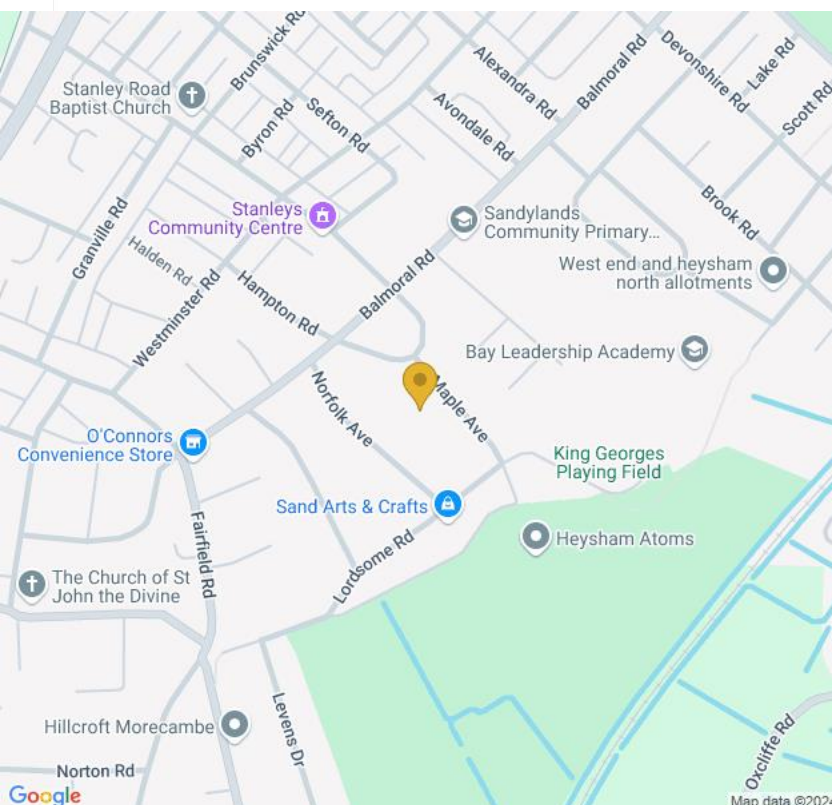 Brunswick Rd
Devonshire Rd
Lake Rd
Scott Rd
Alexandra Rd
Balmoral Rd
Stanley Road
Baptist Church
Byron Rd
Sefton Rd
Avondale Rd
Brook Rd
Stanleys
Community Centre
Sandylands
Community Primary...
Granville Rd
Halden Rd
Westminster Rd
Hampton Rd
Balmoral Rd
West end and heysham
north allotments
Bay Leadership Academy
Norfolk Ave
Maple Ave
O'Connors
Convenience Store
King Georges
Playing Field
Sand Arts & Crafts
Heysham Atoms
Fairfield Rd
Lordsome Rd
The Church of St
John the Divine
Levens Dr
Hillcroft Morecambe
Norton Rd
Oxcliffe Rd
Google
Map data ©2024